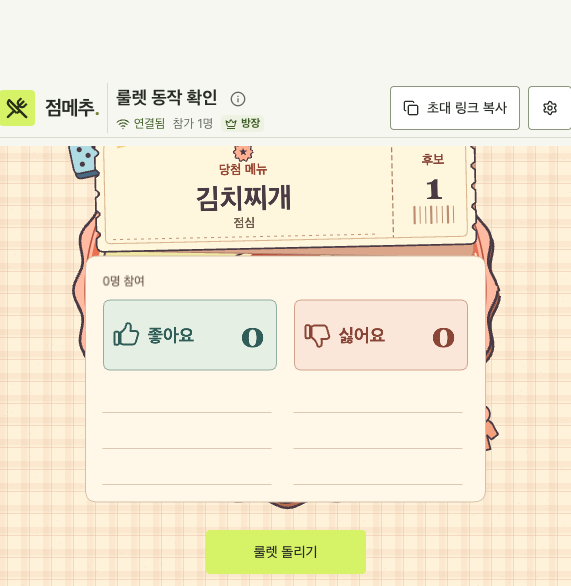 점메추.
룰렛 동작 확인
연결됨 참가 1명 방장
초대 링크 복사
당첨 메뉴
김치찌개
점심
후보
1
0명 참여
좋아요 0
싫어요 0
룰렛 돌리기